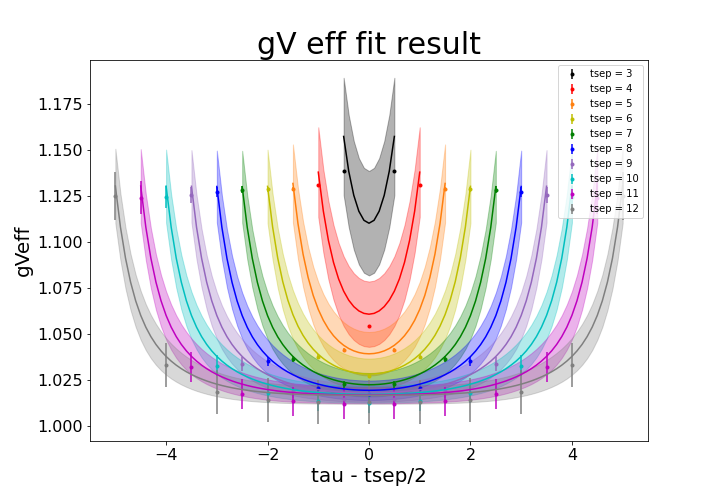 gV eff fit result
gVeff
1.175
1.150
1.125
1.100
1.075
1.050
1.025
1.000
tsep = 3
tsep = 4
tsep = 5
tsep = 6
tsep = 7
tsep = 8
tsep = 9
tsep = 10
tsep = 11
tsep = 12
−4 −2 0 2 4
tau - tsep/2